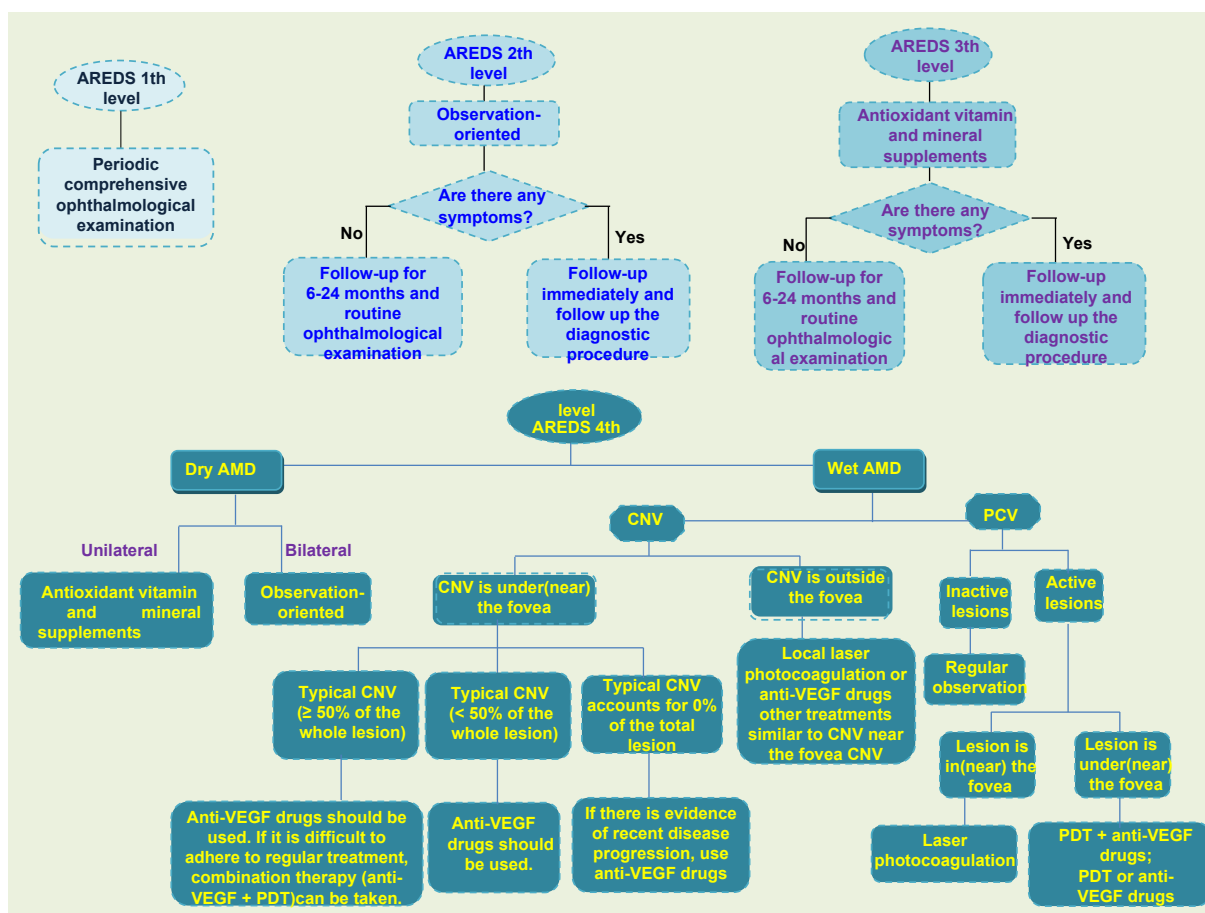 AREDS 1th
level
Periodic
comprehensive
ophthalmological
examination
AREDS 2th
level
Observation-
oriented
Are there any
symptoms?
No
Yes
Follow-up for
6-24 months and
routine
ophthalmological
examination
Follow-up
immediately and
follow up the
diagnostic
procedure
AREDS 3th
level
Antioxidant vitamin
and mineral
supplements
Are there any
symptoms?
No
Yes
Follow-up for
6-24 months and
routine
ophthalmologic
al examination
Follow-up
immediately and
follow up the
diagnostic
procedure
level
AREDS 4th
Dry AMD
Wet AMD
Unilateral
Bilateral
Antioxidant vitamin
and mineral
supplements
Observation-
oriented
CNV
PCV
CNV is under(near)
the fovea
CNV is outside
the fovea
Inactive
lesions
Active
lesions
Typical CNV
(≥ 50% of the
whole lesion)
Typical CNV
(< 50% of the
whole lesion)
Typical CNV
accounts for 0%
of the total
lesion
Local laser
photocoagulation or
anti-VEGF drugs
other treatments
similar to CNV near
the fovea CNV
Regular
observation
Lesion is
in(near) the
fovea
Lesion is
under(near)
the fovea
Anti-VEGF drugs should be
used. If it is difficult to
adhere to regular treatment,
combination therapy (anti-
VEGF + PDT)can be taken.
Anti-VEGF
drugs should
be used.
If there is evidence
of recent disease
progression, use
anti-VEGF drugs
Laser
photocoagulation
PDT + anti-VEGF
drugs;
PDT or anti-
VEGF drugs